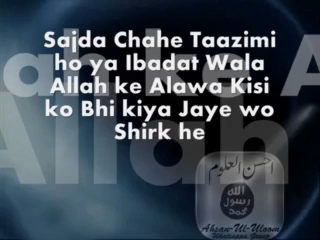 Sajda Chahe Taazimi
ho ya Ibadat Wala
Allah ke Alawa Kisi
ko Bhi kiya Jaye wo
Shirk he
Allah
احسن العلوم
الله
رسول
محمد
Ahsan-Ul-Uloom